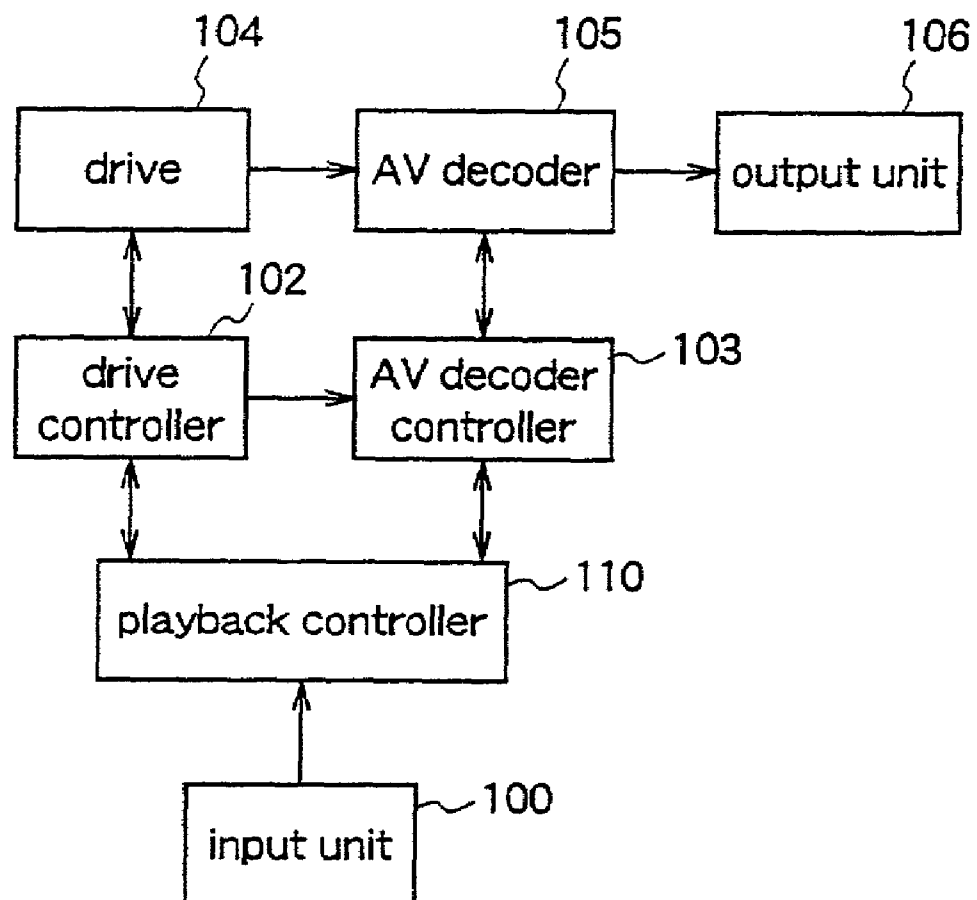 104
105
106
drive
AV decoder
output unit
102
103
drive
controller
AV decoder
controller
110
playback controller
100
input unit